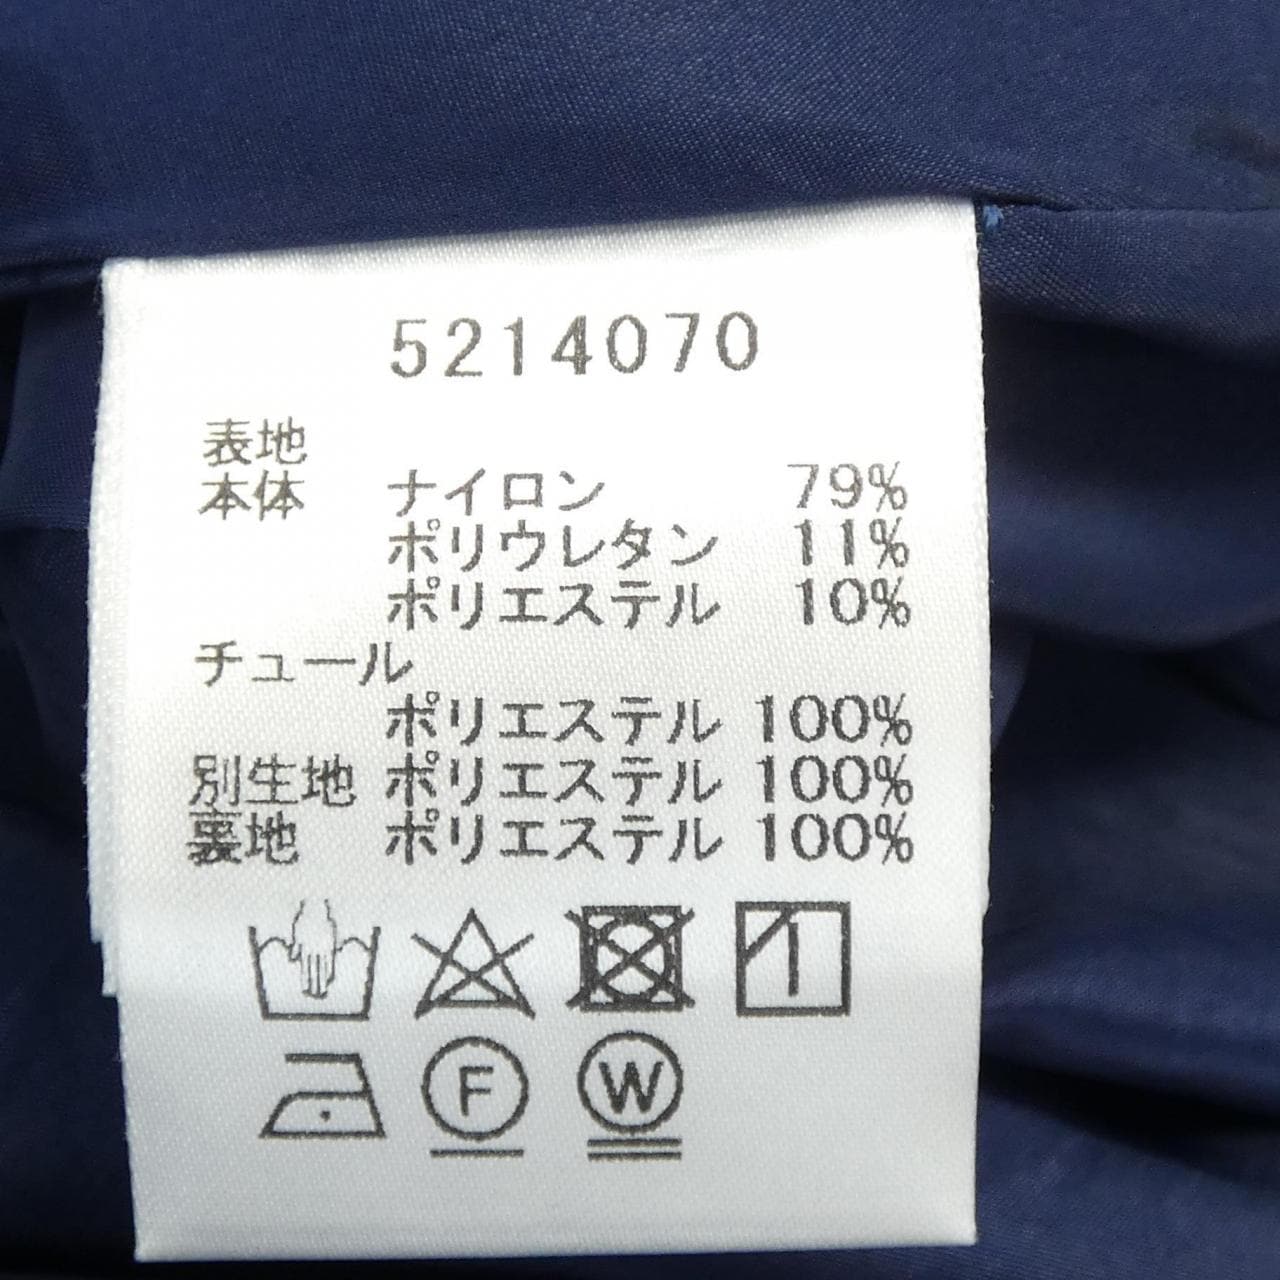 5214070
表地
本体 ナイロン 79%
ポリウレタン 11%
ポリエステル 10%
チュール
ポリエステル 100%
別生地 ポリエステル 100%
裏地 ポリエステル 100%
F W